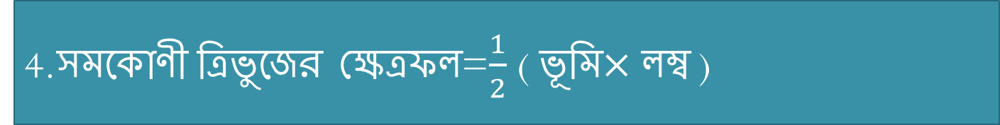 4.সমকোণী ত্রিভুজের ক্ষেত্রফল=1/2 ( ভূমি× লম্ব )